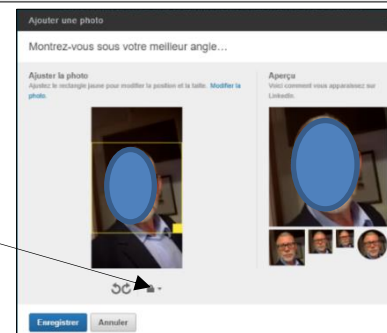 Ajouter une photo
Montrez-vous sous votre meilleur angle…
Ajuster la photo
Ajustez le rectangle jaune pour modifier la position et la taille. Modifier la
photo.
Aperçu
Voici comment vous apparaissez sur
LinkedIn.
Enregistrer
Annuler